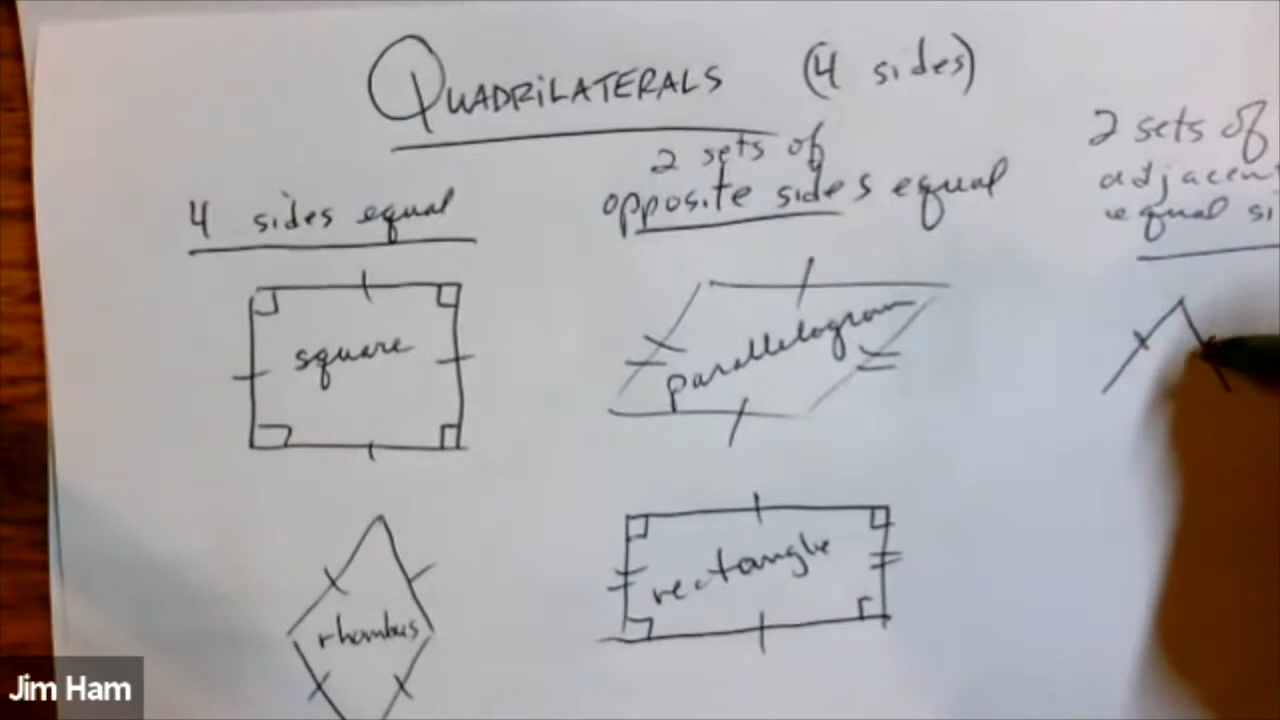 QUADRILATERALS (4 sides)
4 sides equal
2 sets of
opposite sides equal
2 sets of
adjacen
equal si
square
parallelogram
rhombus
rectangle
Jim Ham